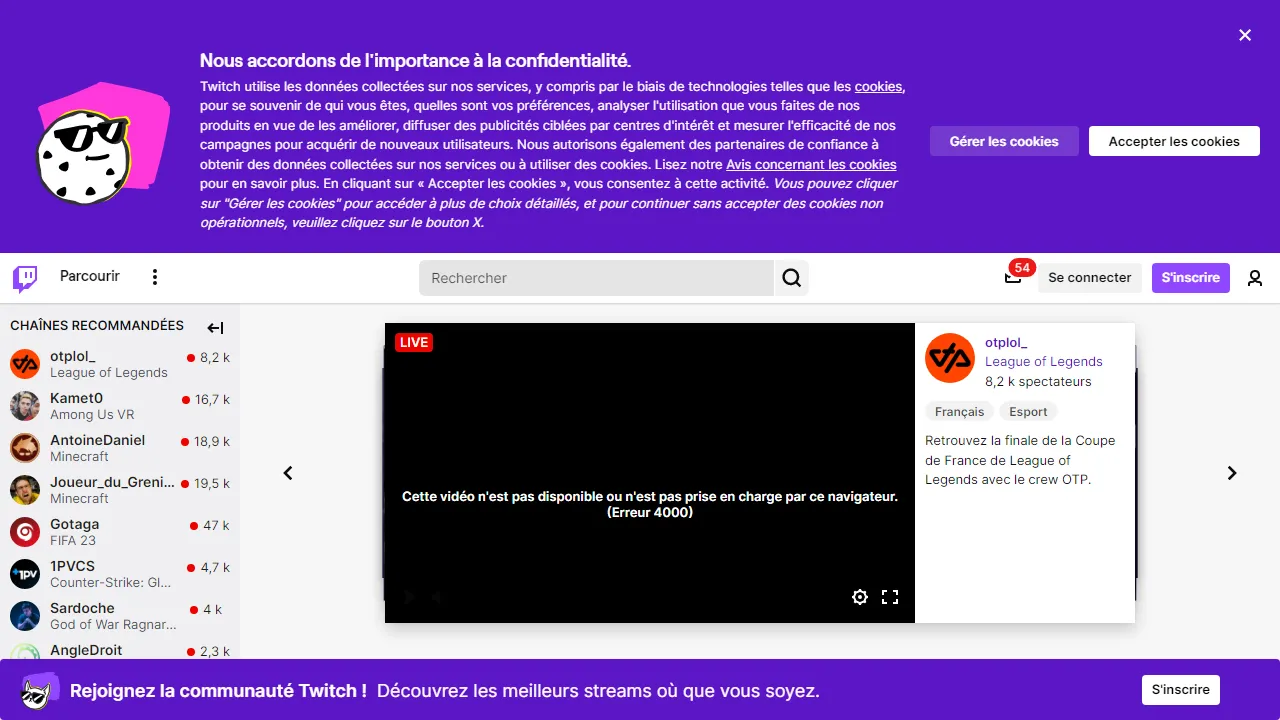 Nous accordons de l'importance à la confidentialité.
Twitch utilise les données collectées sur nos services, y compris par le biais de technologies telles que les cookies,
pour se souvenir de qui vous êtes, quelles sont vos préférences, analyser l'utilisation que vous faites de nos
produits en vue de les améliorer, diffuser des publicités ciblées par centres d'intérêt et mesurer l'efficacité de nos
campagnes pour acquérir de nouveaux utilisateurs. Nous autorisons également des partenaires de confiance à
obtenir des données collectées sur nos services ou à utiliser des cookies. Lisez notre Avis concernant les cookies
pour en savoir plus. En cliquant sur « Accepter les cookies », vous consentez à cette activité. Vous pouvez cliquer
sur "Gérer les cookies" pour accéder à plus de choix détaillés, et pour continuer sans accepter des cookies non
opérationnels, veuillez cliquez sur le bouton X.
Gérer les cookies
Accepter les cookies
Parcourir
Rechercher
54
Se connecter
S'inscrire
CHAÎNES RECOMMANDÉES
otplol_ 8,2 k
League of Legends
Kamet0 16,7 k
Among Us VR
AntoineDaniel 18,9 k
Minecraft
Joueur_du_Greni... 19,5 k
Minecraft
Gotaga 47 k
FIFA 23
1PVCS 4,7 k
Counter-Strike: Gl...
Sardoche 4 k
God of War Ragnar...
AngleDroit 2,3 k
LIVE
Cette vidéo n'est pas disponible ou n'est pas prise en charge par ce navigateur.
(Erreur 4000)
otplol_
League of Legends
8,2 k spectateurs
Français Esport
Retrouvez la finale de la Coupe
de France de League of
Legends avec le crew OTP.
Rejoignez la communauté Twitch ! Découvrez les meilleurs streams où que vous soyez.
S'inscrire